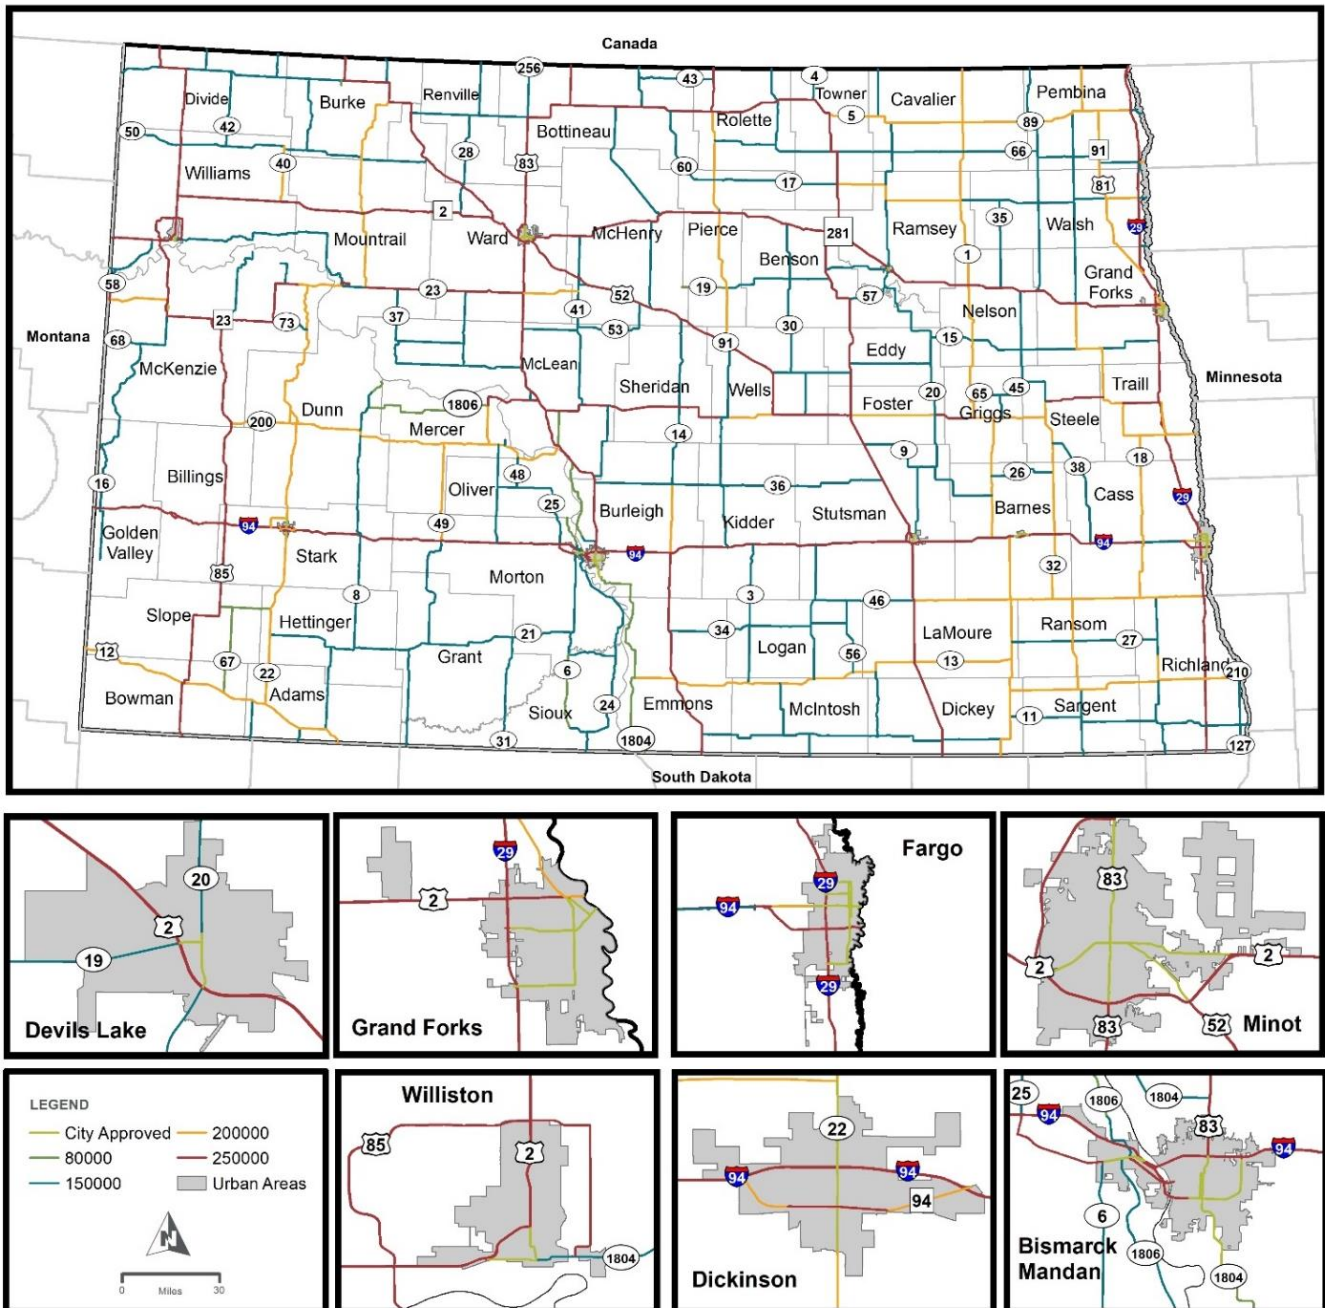 Canada
256
43
4
Divide
Burke
Renville
Towner
Cavalier
Pembina
50
42
Bottineau
Rolette
5
89
40
28
83
60
66
91
Williams
17
81
2
35
Mountrail
Ward
McHenry
Pierce
281
Ramsey
Walsh
29
Benson
1
58
23
52
19
57
Grand
Forks
Montana
23
73
37
41
53
30
Nelson
68
91
15
McKenzie
McLean
Eddy
Minnesota
Dunn
1806
Sheridan
Wells
20
65
45
Traill
200
Mercer
Foster
Griggs
Steele
14
9
18
Billings
48
26
38
16
Oliver
36
Cass
29
25
Burleigh
Kidder
Stutsman
Barnes
Golden
Valley
94
49
94
94
Stark
32
85
Morton
8
3
46
Slope
Hettinger
34
LaMoure
Ransom
12
21
Logan
27
67
22
Grant
6
56
13
Richland
210
Bowman
Adams
Sioux
24
Emmons
McIntosh
Dickey
11
Sargent
31
1804
127
South Dakota
20
2
19
Devils Lake
29
2
Grand Forks
Fargo
29
94
29
83
2
2
83
52
Minot
LEGEND
City Approved
200000
80000
250000
150000
Urban Areas
N
0
Miles
30
Williston
85
2
1804
22
94
94
94
Dickinson
25
1806
1804
94
83
94
6
1806
Bismarck
Mandan
1804